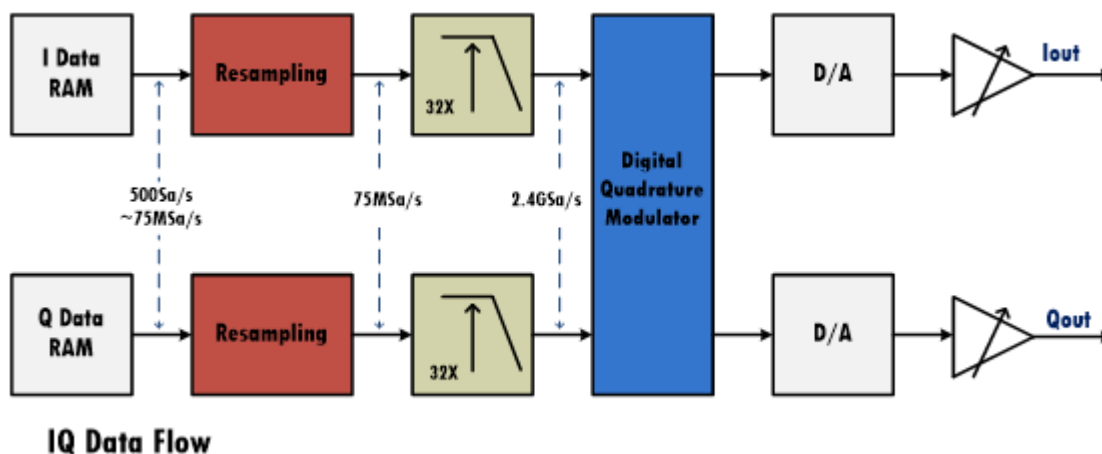 I Data
RAM
Resampling
32X
D/A
Iout
500Sa/s
~75MSa/s
75MSa/s
2.4GSa/s
Digital
Quadrature
Modulator
Q Data
RAM
Resampling
32X
D/A
Qout
IQ Data Flow